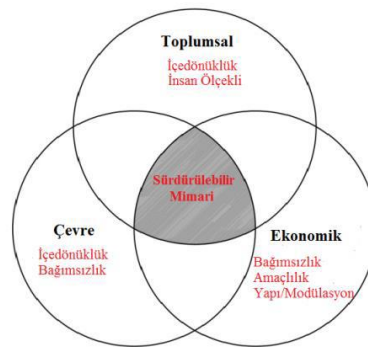 Toplumsal
İçedönüklük
İnsan Ölçekli
Sürdürülebilir
Mimari
Çevre
İçedönüklük
Bağımsızlık
Ekonomik
Bağımsızlık
Amaçlılık
Yapı/Modülasyon